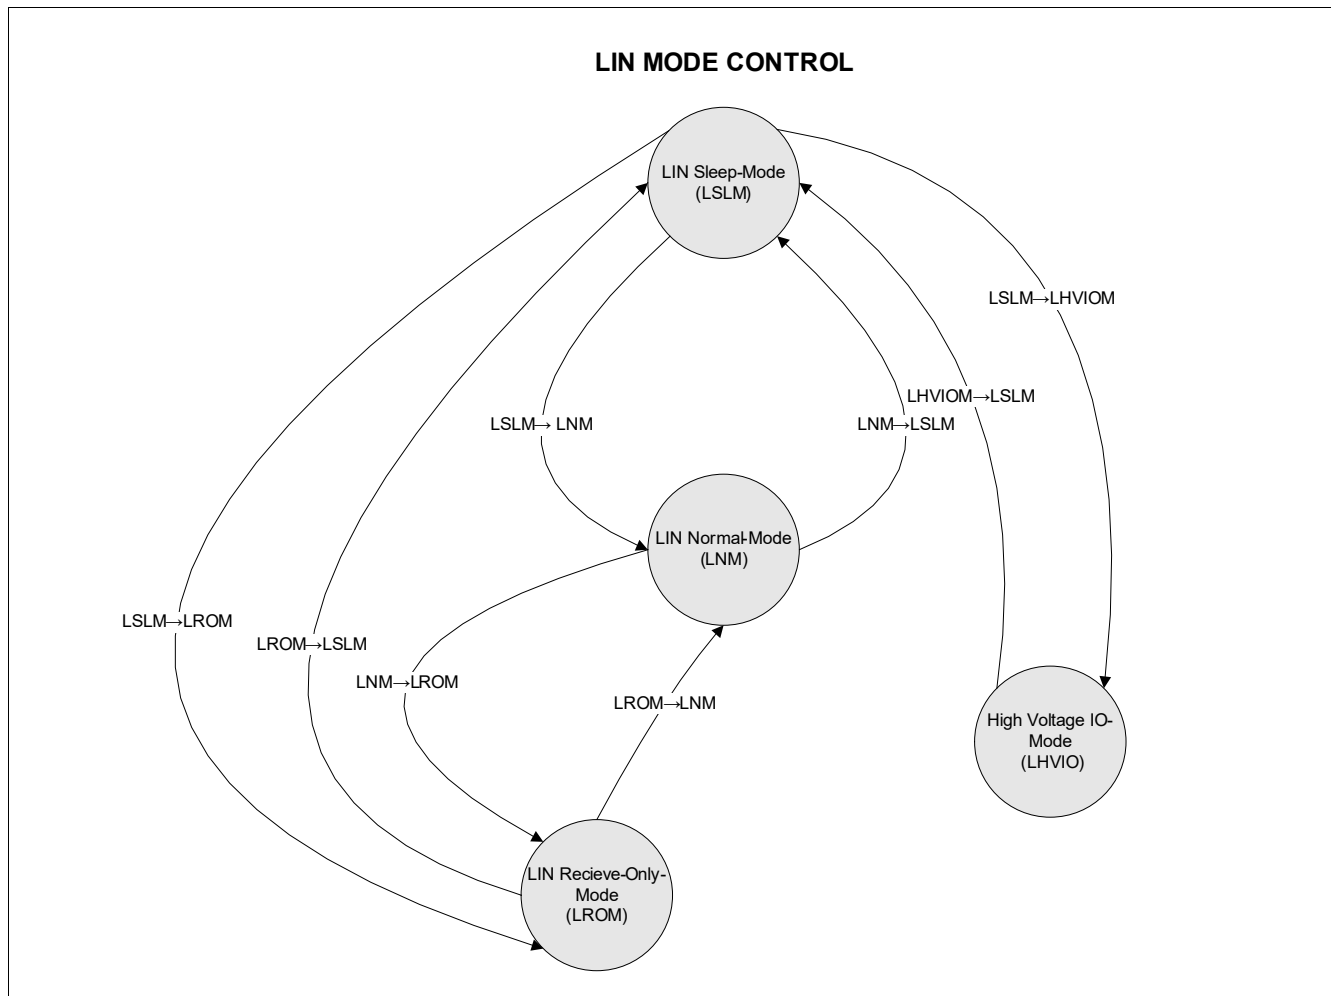 LIN MODE CONTROL
LIN Sleep-Mode
(LSLM)
LSLM→LHVIOM
LHVIOM→LSLM
LSLM→ LNM
LNM→LSLM
LIN Normal-Mode
(LNM)
LSLM→LROM
LROM→LSLM
LNM→LROM
LROM→LNM
High Voltage IO-
Mode
(LHVIO)
LIN Recieve-Only-
Mode
(LROM)